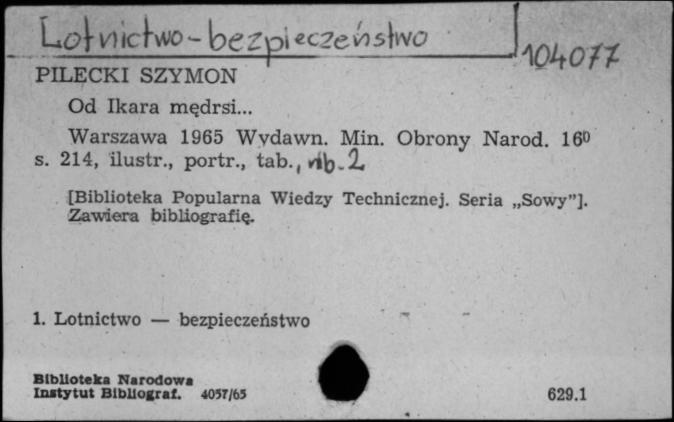 Lotnictwo - bezpieczeństwo
104077
PILECKI SZYMON
Od Ikara mędrsi...
Warszawa 1965 Wydawn. Min. Obrony Narod. 16⁰
s. 214, ilustr., portr., tab., nlb. 2
[Biblioteka Popularna Wiedzy Technicznej. Seria „Sowy”].
Zawiera bibliografię.
1. Lotnictwo — bezpieczeństwo
Biblioteka Narodowa
Instytut Bibliograf. 4057/65
629.1